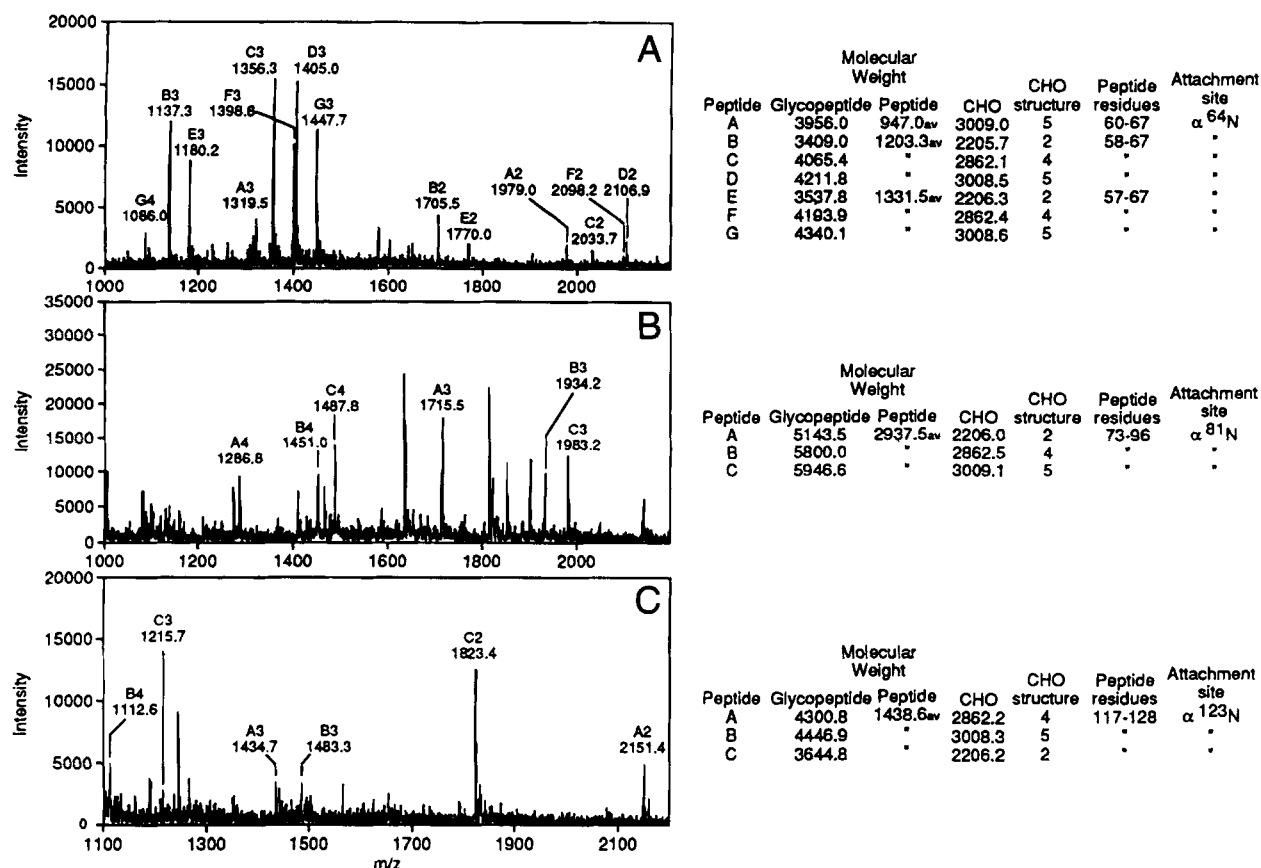 A
20000
15000
10000
5000
0
Intensity
C3
1356.3
D3
1405.0
B3
1137.3
F3
1398.6
G3
1447.7
E3
1180.2
G4
1086.0
A3
1319.5
B2
1705.5
E2
1770.0
A2
1979.0
F2
2098.2
D2
2106.9
C2
2033.7
1000 1200 1400 1600 1800 2000
Molecular
Weight
Peptide Glycopeptide Peptide CHO CHO structure Peptide residues Attachment site
A 3956.0 947.0av 3009.0 5 60-67 α 64N
B 3409.0 1203.3av 2205.7 2 58-67 "
C 4065.4 " 2862.1 4 " "
D 4211.8 " 3008.5 5 " "
E 3537.8 1331.5av 2206.3 2 57-67 "
F 4193.9 " 2862.4 4 " "
G 4340.1 " 3008.6 5 " "
B
35000
30000
25000
20000
15000
10000
5000
0
Intensity
B3
1934.2
C4
1487.8
A3
1715.5
B4
1451.0
C3
1983.2
A4
1286.8
1000 1200 1400 1600 1800 2000
Molecular
Weight
Peptide Glycopeptide Peptide CHO CHO structure Peptide residues Attachment site
A 5143.5 2937.5av 2206.0 2 73-96 α 81N
B 5800.0 " 2862.5 4 " "
C 5946.6 " 3009.1 5 " "
C
20000
15000
10000
5000
0
Intensity
C3
1215.7
C2
1823.4
B4
1112.6
A3
1434.7
B3
1483.3
A2
2151.4
1100 1300 1500 1700 1900 2100
m/z
Molecular
Weight
Peptide Glycopeptide Peptide CHO CHO structure Peptide residues Attachment site
A 4300.8 1438.6av 2862.2 4 117-128 α 123N
B 4446.9 " 3008.3 5 " "
C 3644.8 " 2206.2 2 " "